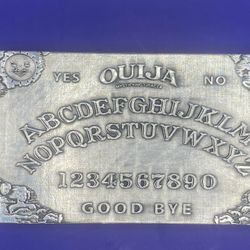 YES OUIJA NO
ABCDEFGHIJKLM
NOPQRSTUVWXYZ
1234567890
GOOD BYE